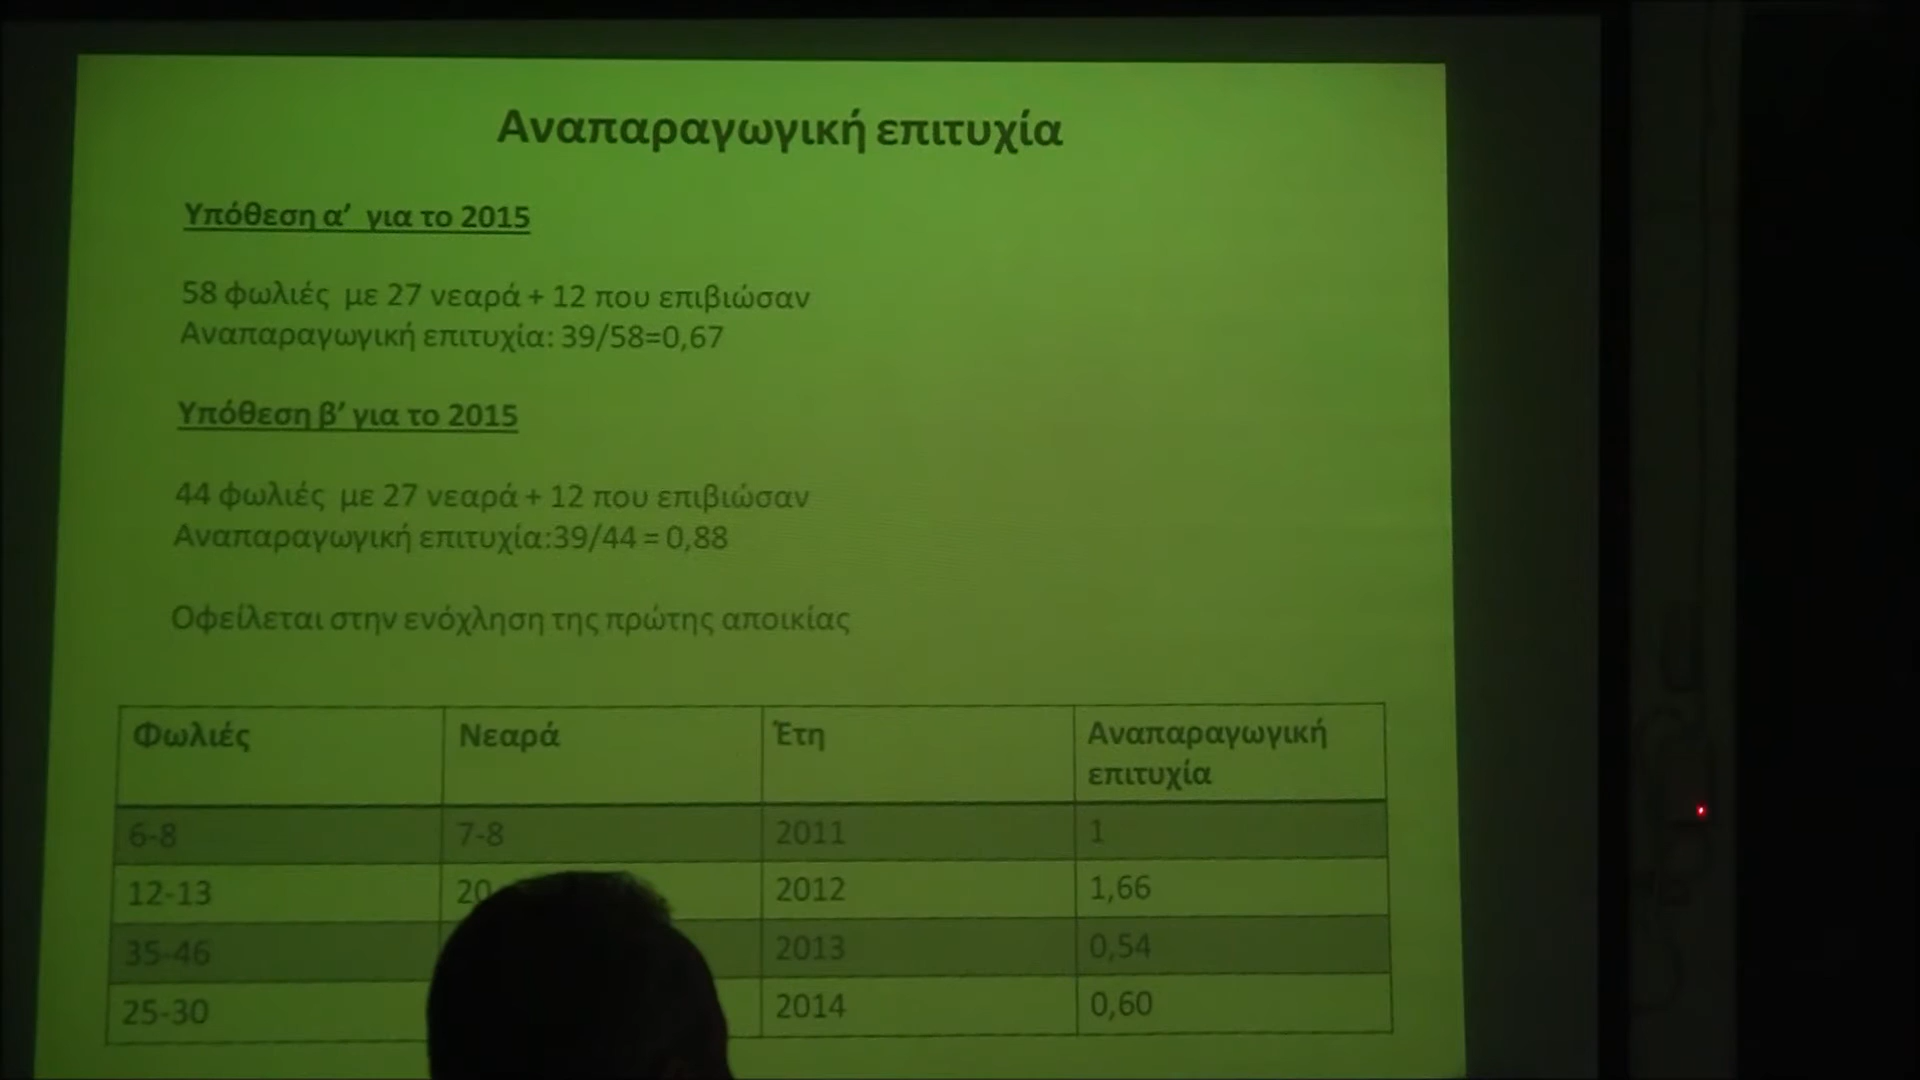 Αναπαραγωγική επιτυχία
Υπόθεση α’ για το 2015
58 φωλιές με 27 νεαρά + 12 που επιβιώσαν
Αναπαραγωγική επιτυχία: 39/58=0,67
Υπόθεση β’ για το 2015
44 φωλιές με 27 νεαρά + 12 που επιβιώσαν
Αναπαραγωγική επιτυχία:39/44 = 0,88
Οφείλεται στην ενόχληση της πρώτης αποικίας
Φωλιές Νεαρά Έτη Αναπαραγωγική
επιτυχία
6-8 7-8 2011 1
12-13 20 2012 1,66
35-46 2013 0,54
25-30 2014 0,60